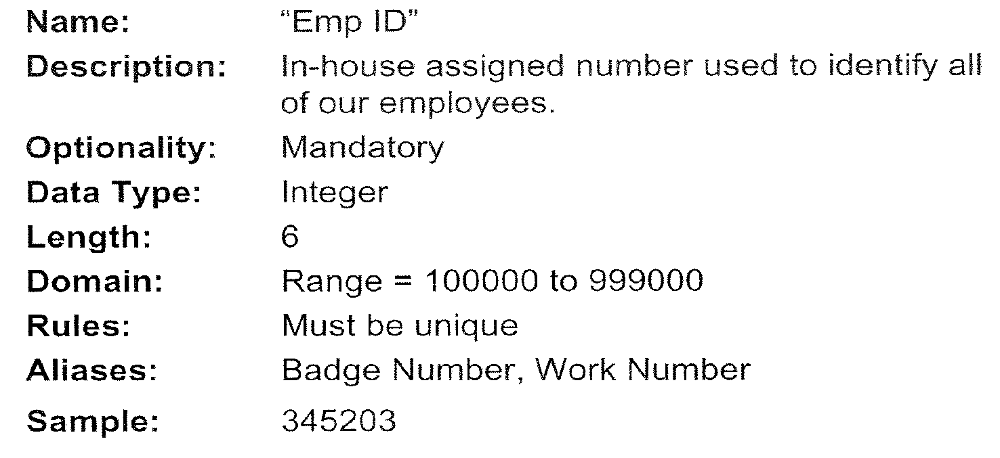 Name: “Emp ID”
Description: In-house assigned number used to identify all
of our employees.
Optionality: Mandatory
Data Type: Integer
Length: 6
Domain: Range = 100000 to 999000
Rules: Must be unique
Aliases: Badge Number, Work Number
Sample: 345203